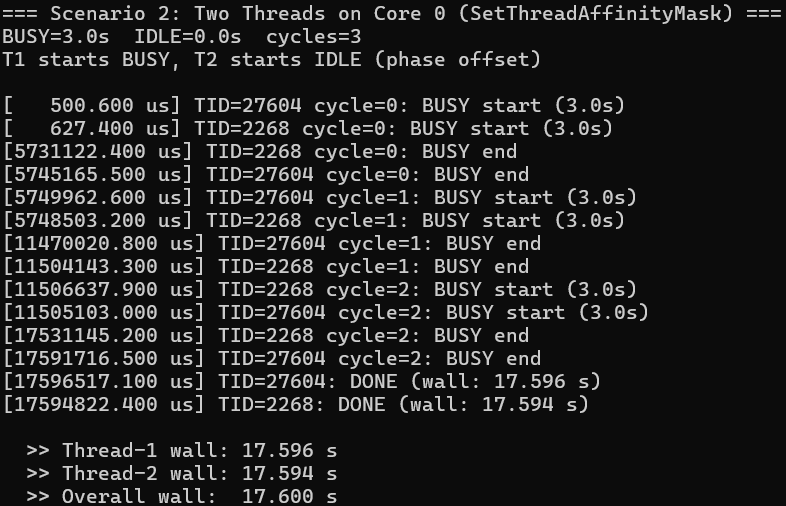 === Scenario 2: Two Threads on Core 0 (SetThreadAffinityMask) ===
BUSY=3.0s  IDLE=0.0s  cycles=3
T1 starts BUSY, T2 starts IDLE (phase offset)
[   500.600 us] TID=27604 cycle=0: BUSY start (3.0s)
[   627.400 us] TID=2268 cycle=0: BUSY start (3.0s)
[5731122.400 us] TID=2268 cycle=0: BUSY end
[5745165.500 us] TID=27604 cycle=0: BUSY end
[5749962.600 us] TID=27604 cycle=1: BUSY start (3.0s)
[5748503.200 us] TID=2268 cycle=1: BUSY start (3.0s)
[11470020.800 us] TID=27604 cycle=1: BUSY end
[11504143.300 us] TID=2268 cycle=1: BUSY end
[11506637.900 us] TID=2268 cycle=2: BUSY start (3.0s)
[11505103.000 us] TID=27604 cycle=2: BUSY start (3.0s)
[17531145.200 us] TID=2268 cycle=2: BUSY end
[17591716.500 us] TID=27604 cycle=2: BUSY end
[17596517.100 us] TID=27604: DONE (wall: 17.596 s)
[17594822.400 us] TID=2268: DONE (wall: 17.594 s)
>> Thread-1 wall: 17.596 s
>> Thread-2 wall: 17.594 s
>> Overall wall:  17.600 s